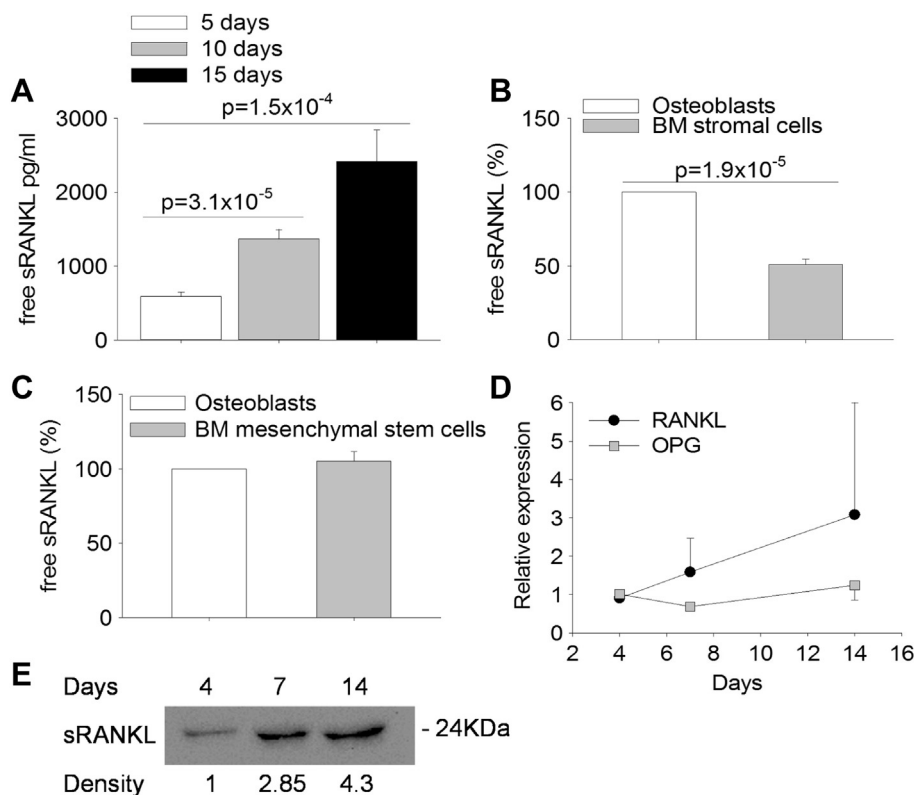 5 days
10 days
15 days
A
p=1.5x10⁻⁴
p=3.1x10⁻⁵
3000
2000
1000
0
free sRANKL pg/ml
B
Osteoblasts
BM stromal cells
p=1.9x10⁻⁵
150
100
50
0
free sRANKL (%)
C
Osteoblasts
BM mesenchymal stem cells
150
100
50
0
free sRANKL (%)
D
RANKL
OPG
6
5
4
3
2
1
0
Relative expression
2 4 6 8 10 12 14 16
Days
E
Days 4 7 14
sRANKL - 24KDa
Density 1 2.85 4.3